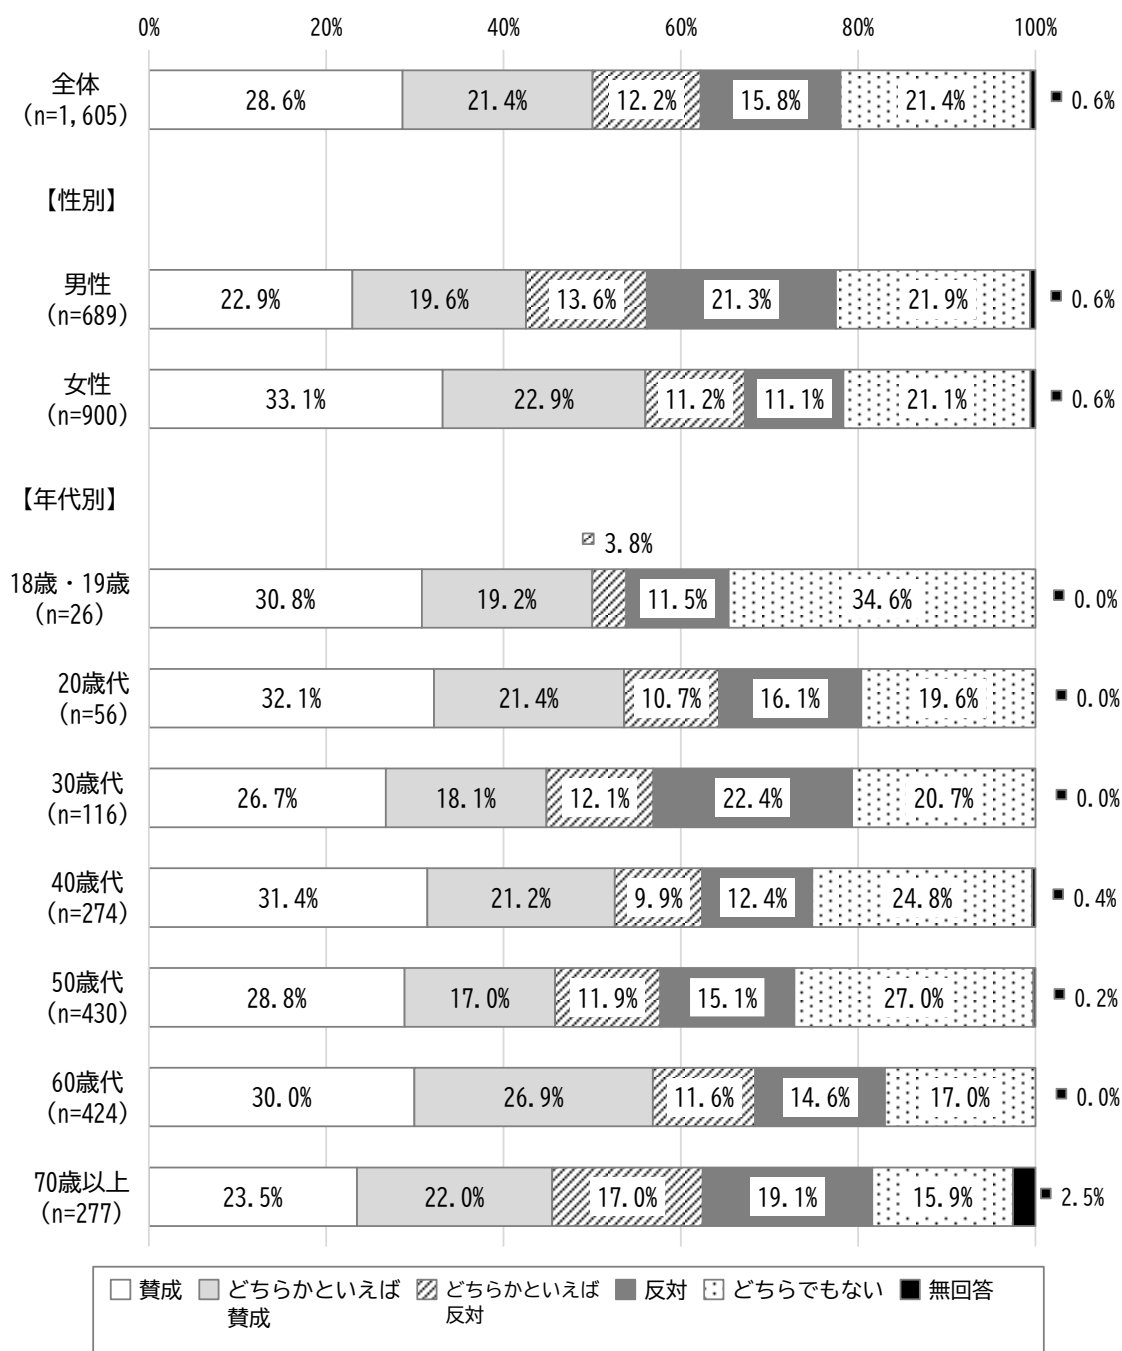 0% 20% 40% 60% 80% 100%
全体
(n=1,605)
28.6% 21.4% 12.2% 15.8% 21.4% 0.6%
【性別】
男性
(n=689)
22.9% 19.6% 13.6% 21.3% 21.9% 0.6%
女性
(n=900)
33.1% 22.9% 11.2% 11.1% 21.1% 0.6%
【年代別】
3.8%
18歳・19歳
(n=26)
30.8% 19.2% 11.5% 34.6% 0.0%
20歳代
(n=56)
32.1% 21.4% 10.7% 16.1% 19.6% 0.0%
30歳代
(n=116)
26.7% 18.1% 12.1% 22.4% 20.7% 0.0%
40歳代
(n=274)
31.4% 21.2% 9.9% 12.4% 24.8% 0.4%
50歳代
(n=430)
28.8% 17.0% 11.9% 15.1% 27.0% 0.2%
60歳代
(n=424)
30.0% 26.9% 11.6% 14.6% 17.0% 0.0%
70歳以上
(n=277)
23.5% 22.0% 17.0% 19.1% 15.9% 2.5%
賛成 どちらかといえば どちらかといえば 反対 どちらでもない 無回答
賛成 反対